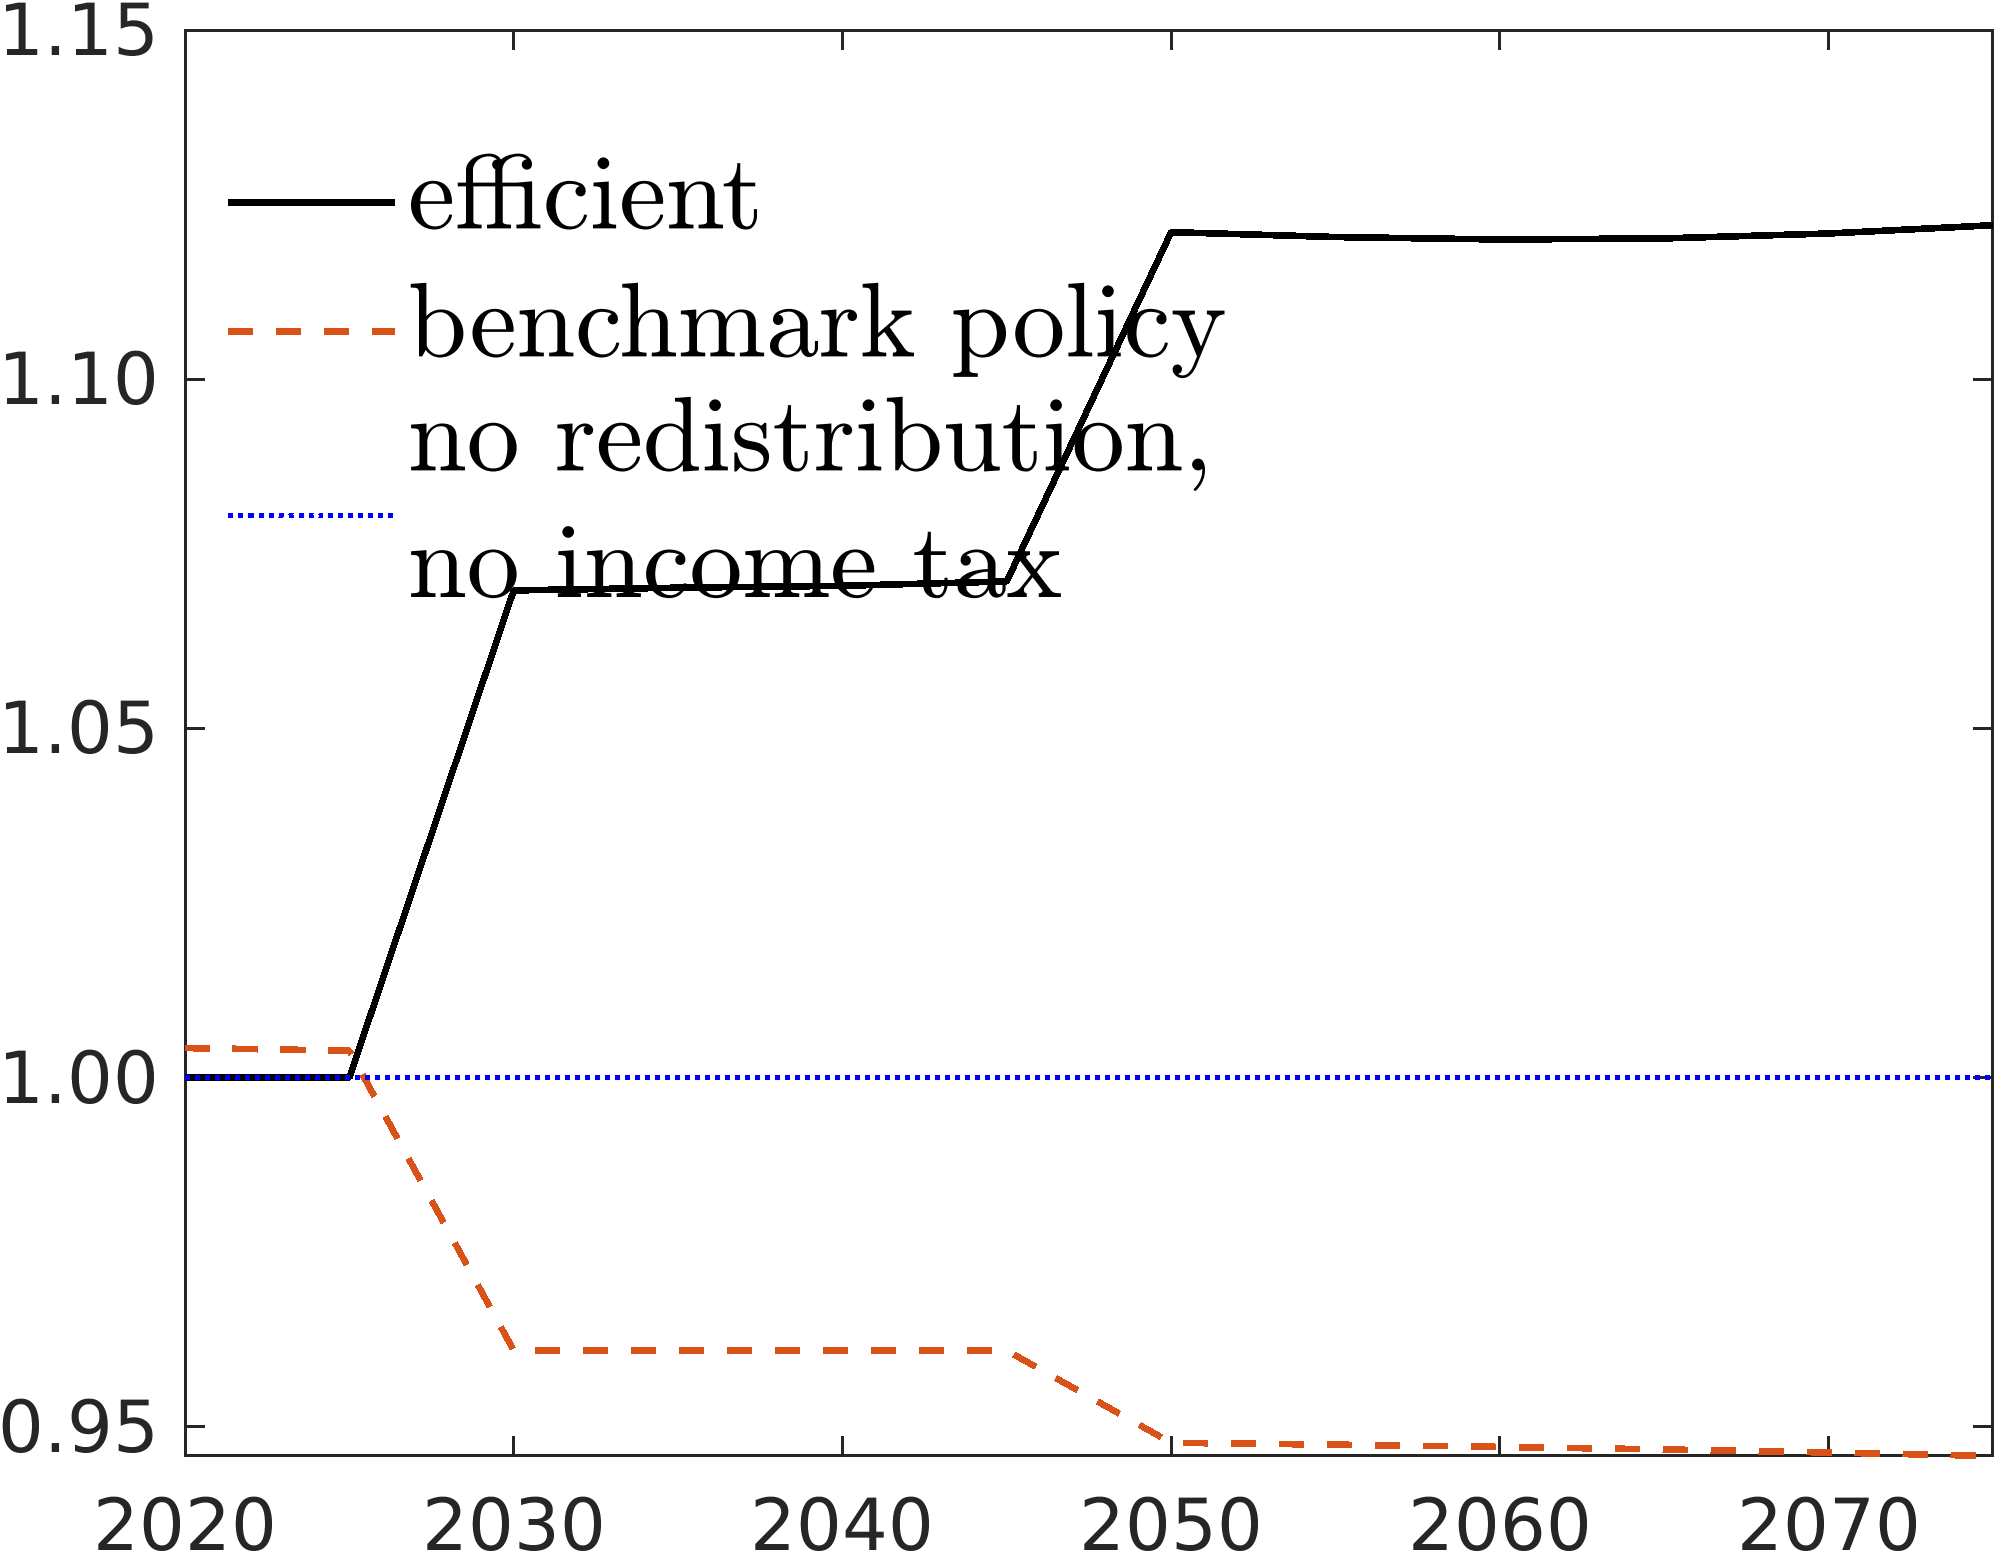 1.15
efficient
benchmark policy
1.10
no redistribution,
no income tax
1.05
1.00
0.95
2020 2030 2040 2050 2060 2070